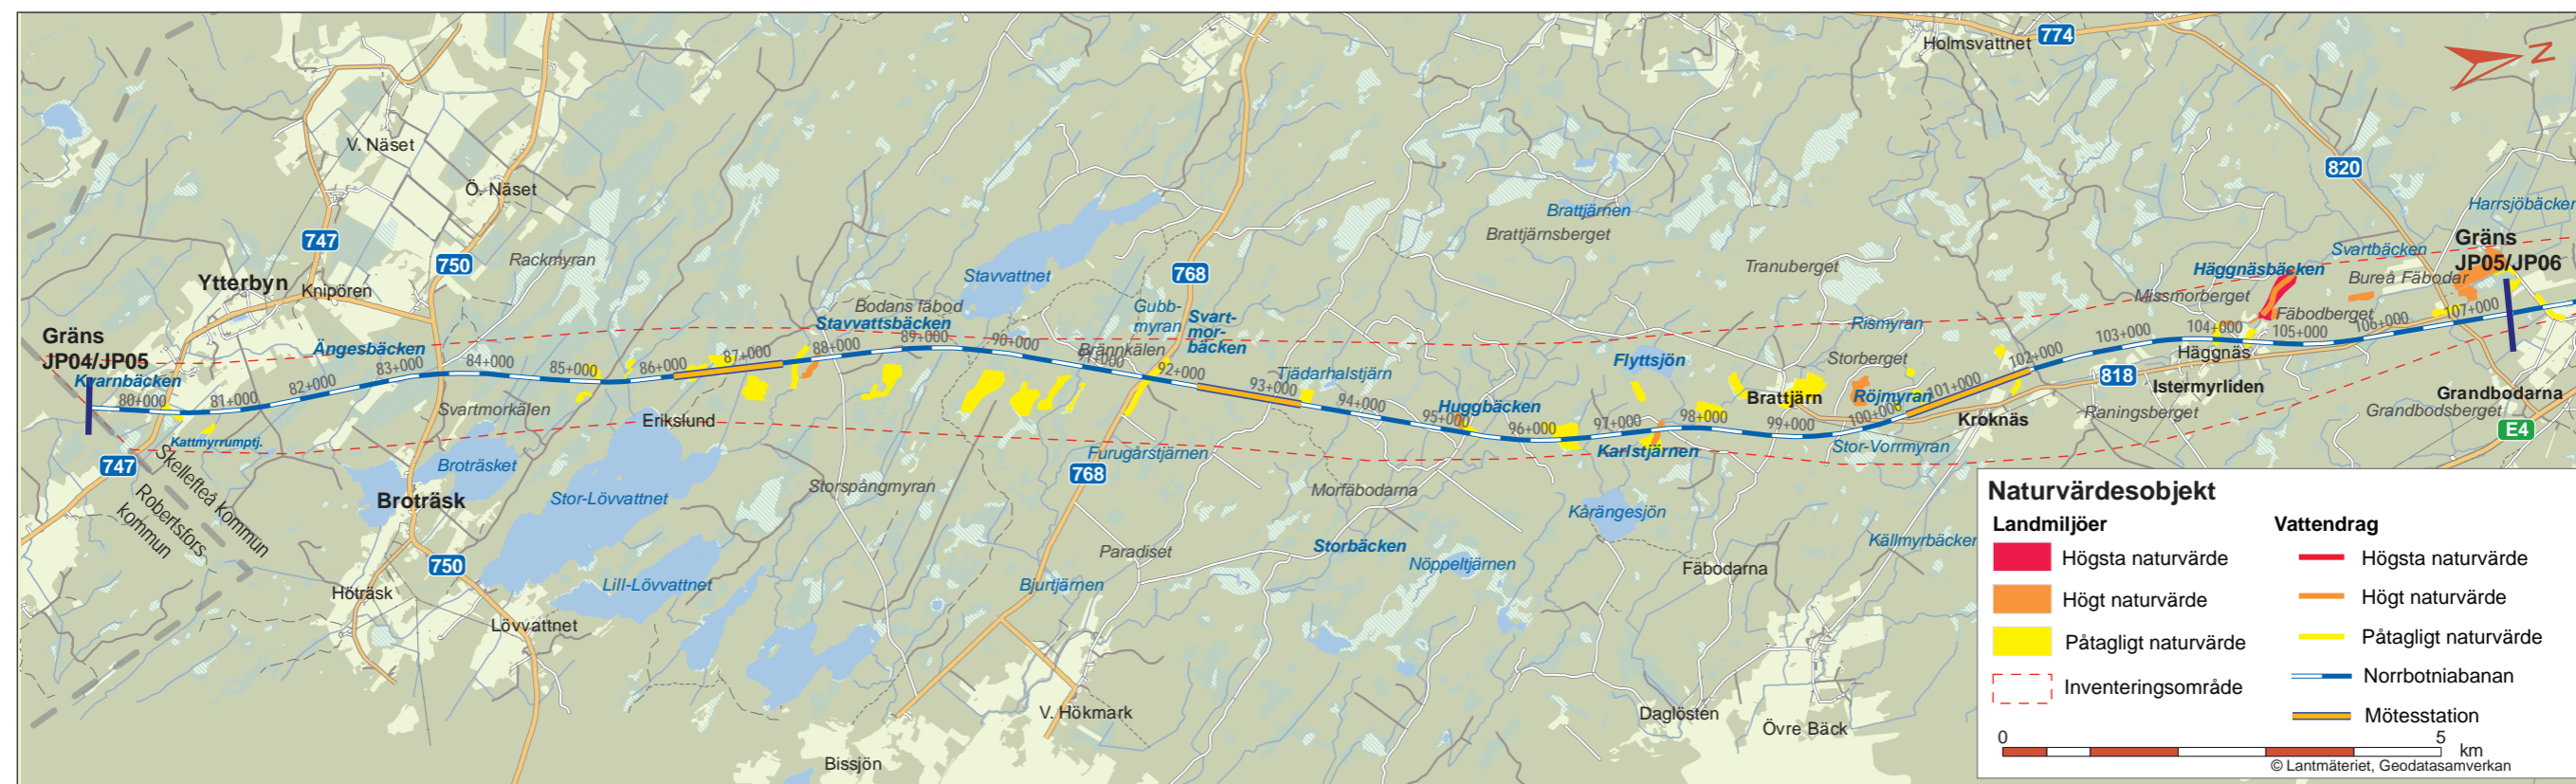 Holmsvattnet
774
N
V. Näset
Ö. Näset
820
Harrsjöbäcken
Brattjärnen
Brattjärnsberget
747
750
Rackmyran
Ytterbyn
Knipören
Stavvattnet
768
Tranuberget
Svartbäcken
Gräns
JP05/JP06
Häggnäsbäcken
Bureå Fäbodar
Missmorberget
Fäbodberget
Bodans fäbod
Stavvattsbäcken
Gubb-
myran
Svart-
mor-
bäcken
Rismyran
Gräns
JP04/JP05
Ängesbäcken
Brännkälen
Flyttsjön
Storberget
Häggnäs
Kvarnbäcken
Tjädarhalstjärn
Brattjärn
Röjmyran
818
Istermyrliden
Grandbodarna
80+000
81+000
82+000
83+000
84+000
85+000
86+000
87+000
88+000
89+000
90+000
91+000
92+000
93+000
94+000
95+000
96+000
97+000
98+000
99+000
100+000
101+000
102+000
103+000
104+000
105+000
106+000
107+000
Svartmorkälen
Erikslund
Huggbäcken
Kroknäs
Raningsberget
Grandbodsberget
E4
Kattmyrrumptj.
747
Skellefteå kommun
Robertsfors
kommun
Broträsket
Furugårstjärnen
768
Karlstjärnen
Stor-Vorrmyran
Broträsk
Stor-Lövvattnet
Storspångmyran
Morfäbodarna
Kårängesjön
Källmyrbäcken
750
Paradiset
Storbäcken
Nöppeltjärnen
Fäbodarna
Höträsk
Lill-Lövvattnet
Bjurtjärnen
Lövvattnet
V. Hökmark
Daglösten
Övre Bäck
Bissjön
Naturvärdesobjekt
Landmiljöer
Högsta naturvärde
Högt naturvärde
Påtagligt naturvärde
Inventeringsområde
Vattendrag
Högsta naturvärde
Högt naturvärde
Påtagligt naturvärde
Norrbotniabanan
Mötesstation
0 5
km
© Lantmäteriet, Geodatasamverkan